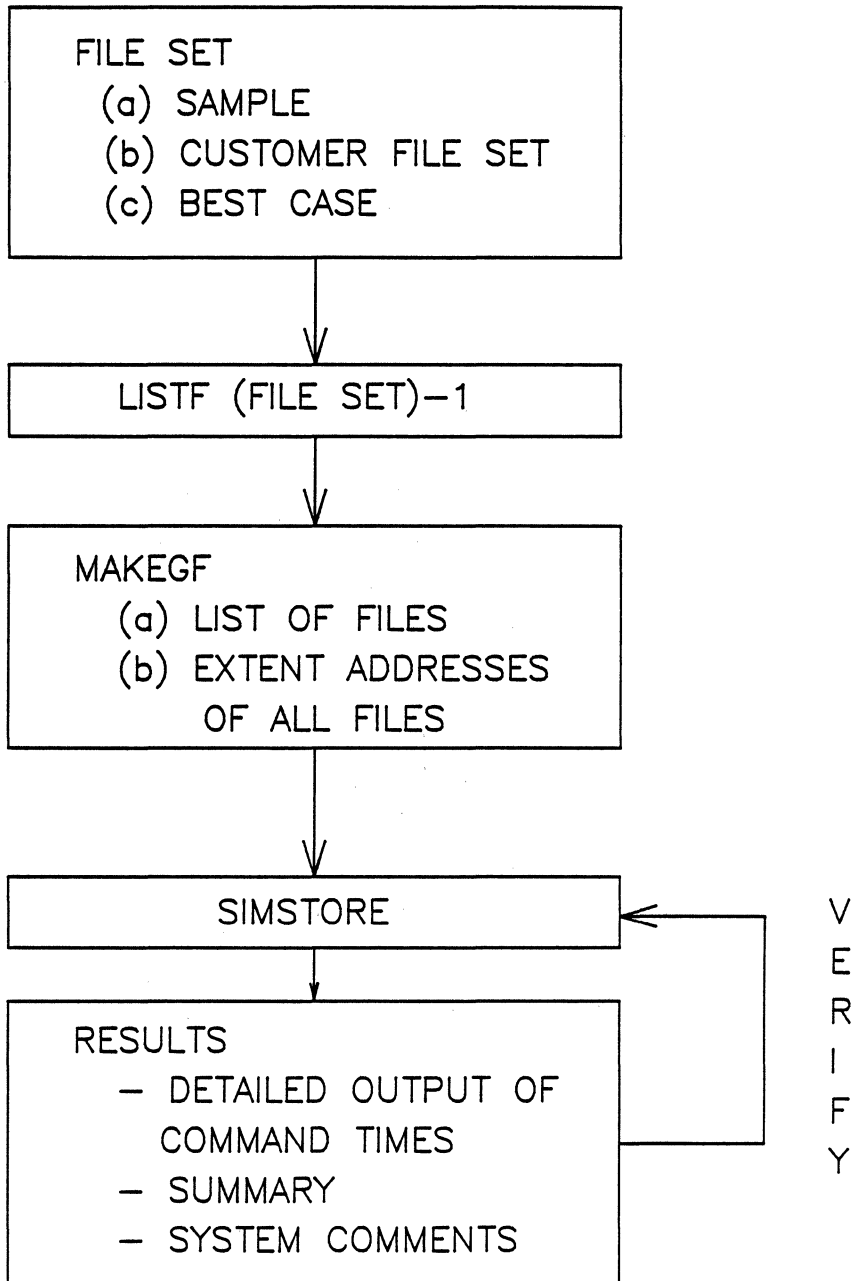 FILE SET
(a) SAMPLE
(b) CUSTOMER FILE SET
(c) BEST CASE
LISTF (FILE SET)-1
MAKEGF
(a) LIST OF FILES
(b) EXTENT ADDRESSES
OF ALL FILES
SIMSTORE
RESULTS
- DETAILED OUTPUT OF
COMMAND TIMES
- SUMMARY
- SYSTEM COMMENTS
V
E
R
I
F
Y